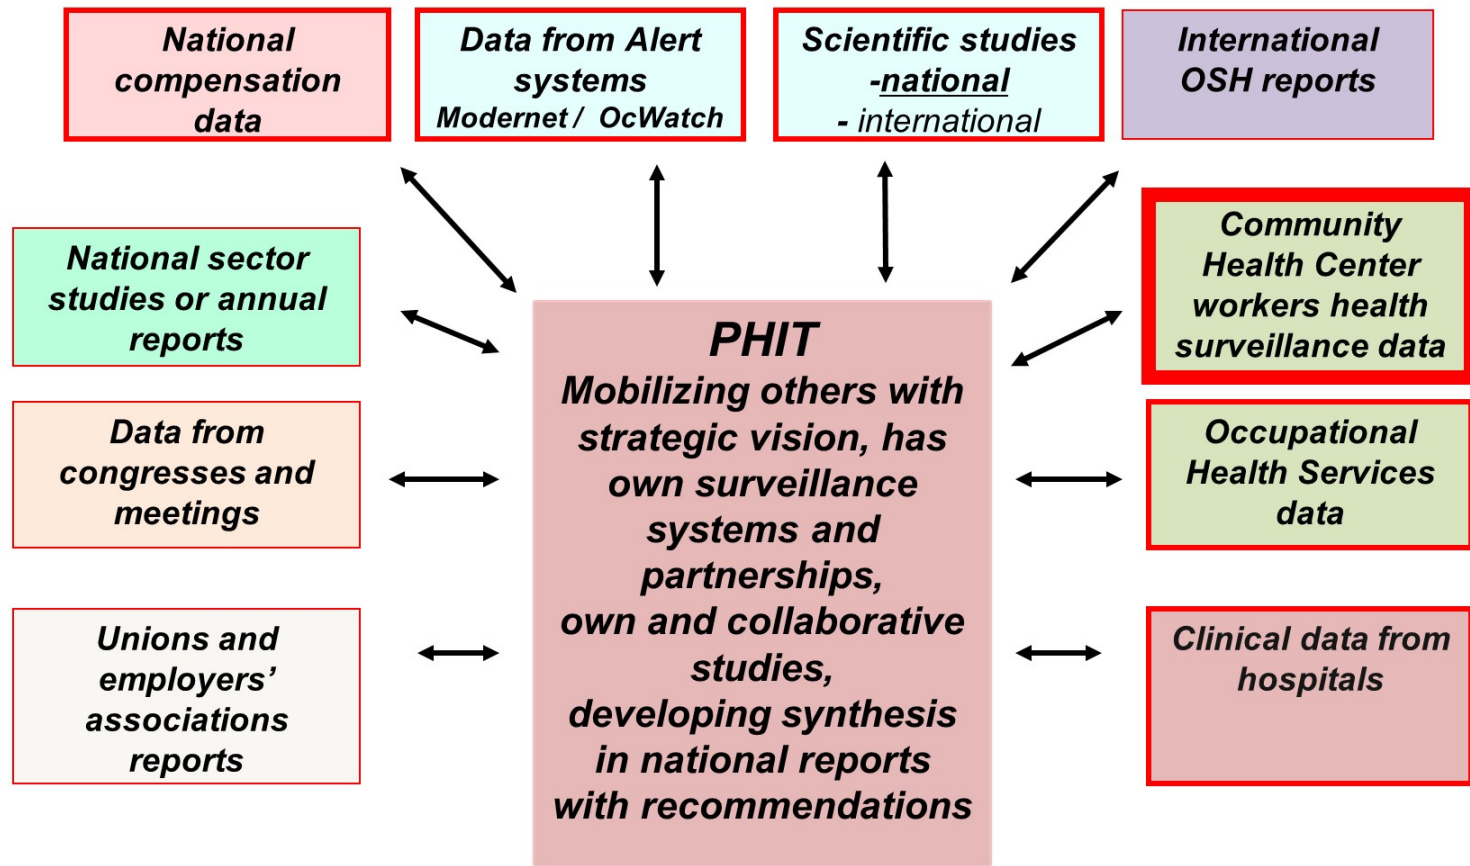 National
compensation
data
Data from Alert
systems
Modernet / OcWatch
Scientific studies
-national
- international
International
OSH reports
National sector
studies or annual
reports
Community
Health Center
workers health
surveillance data
Data from
congresses and
meetings
Occupational
Health Services
data
Unions and
employers’
associations
reports
Clinical data from
hospitals
PHIT
Mobilizing others with
strategic vision, has
own surveillance
systems and
partnerships,
own and collaborative
studies,
developing synthesis
in national reports
with recommendations